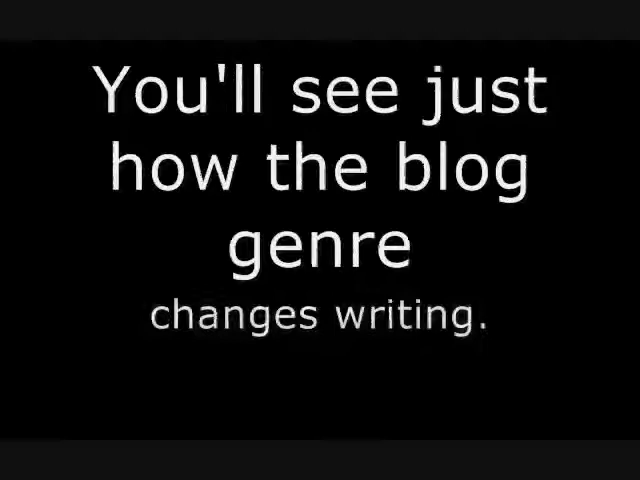 You'll see just
how the blog
genre
changes writing.